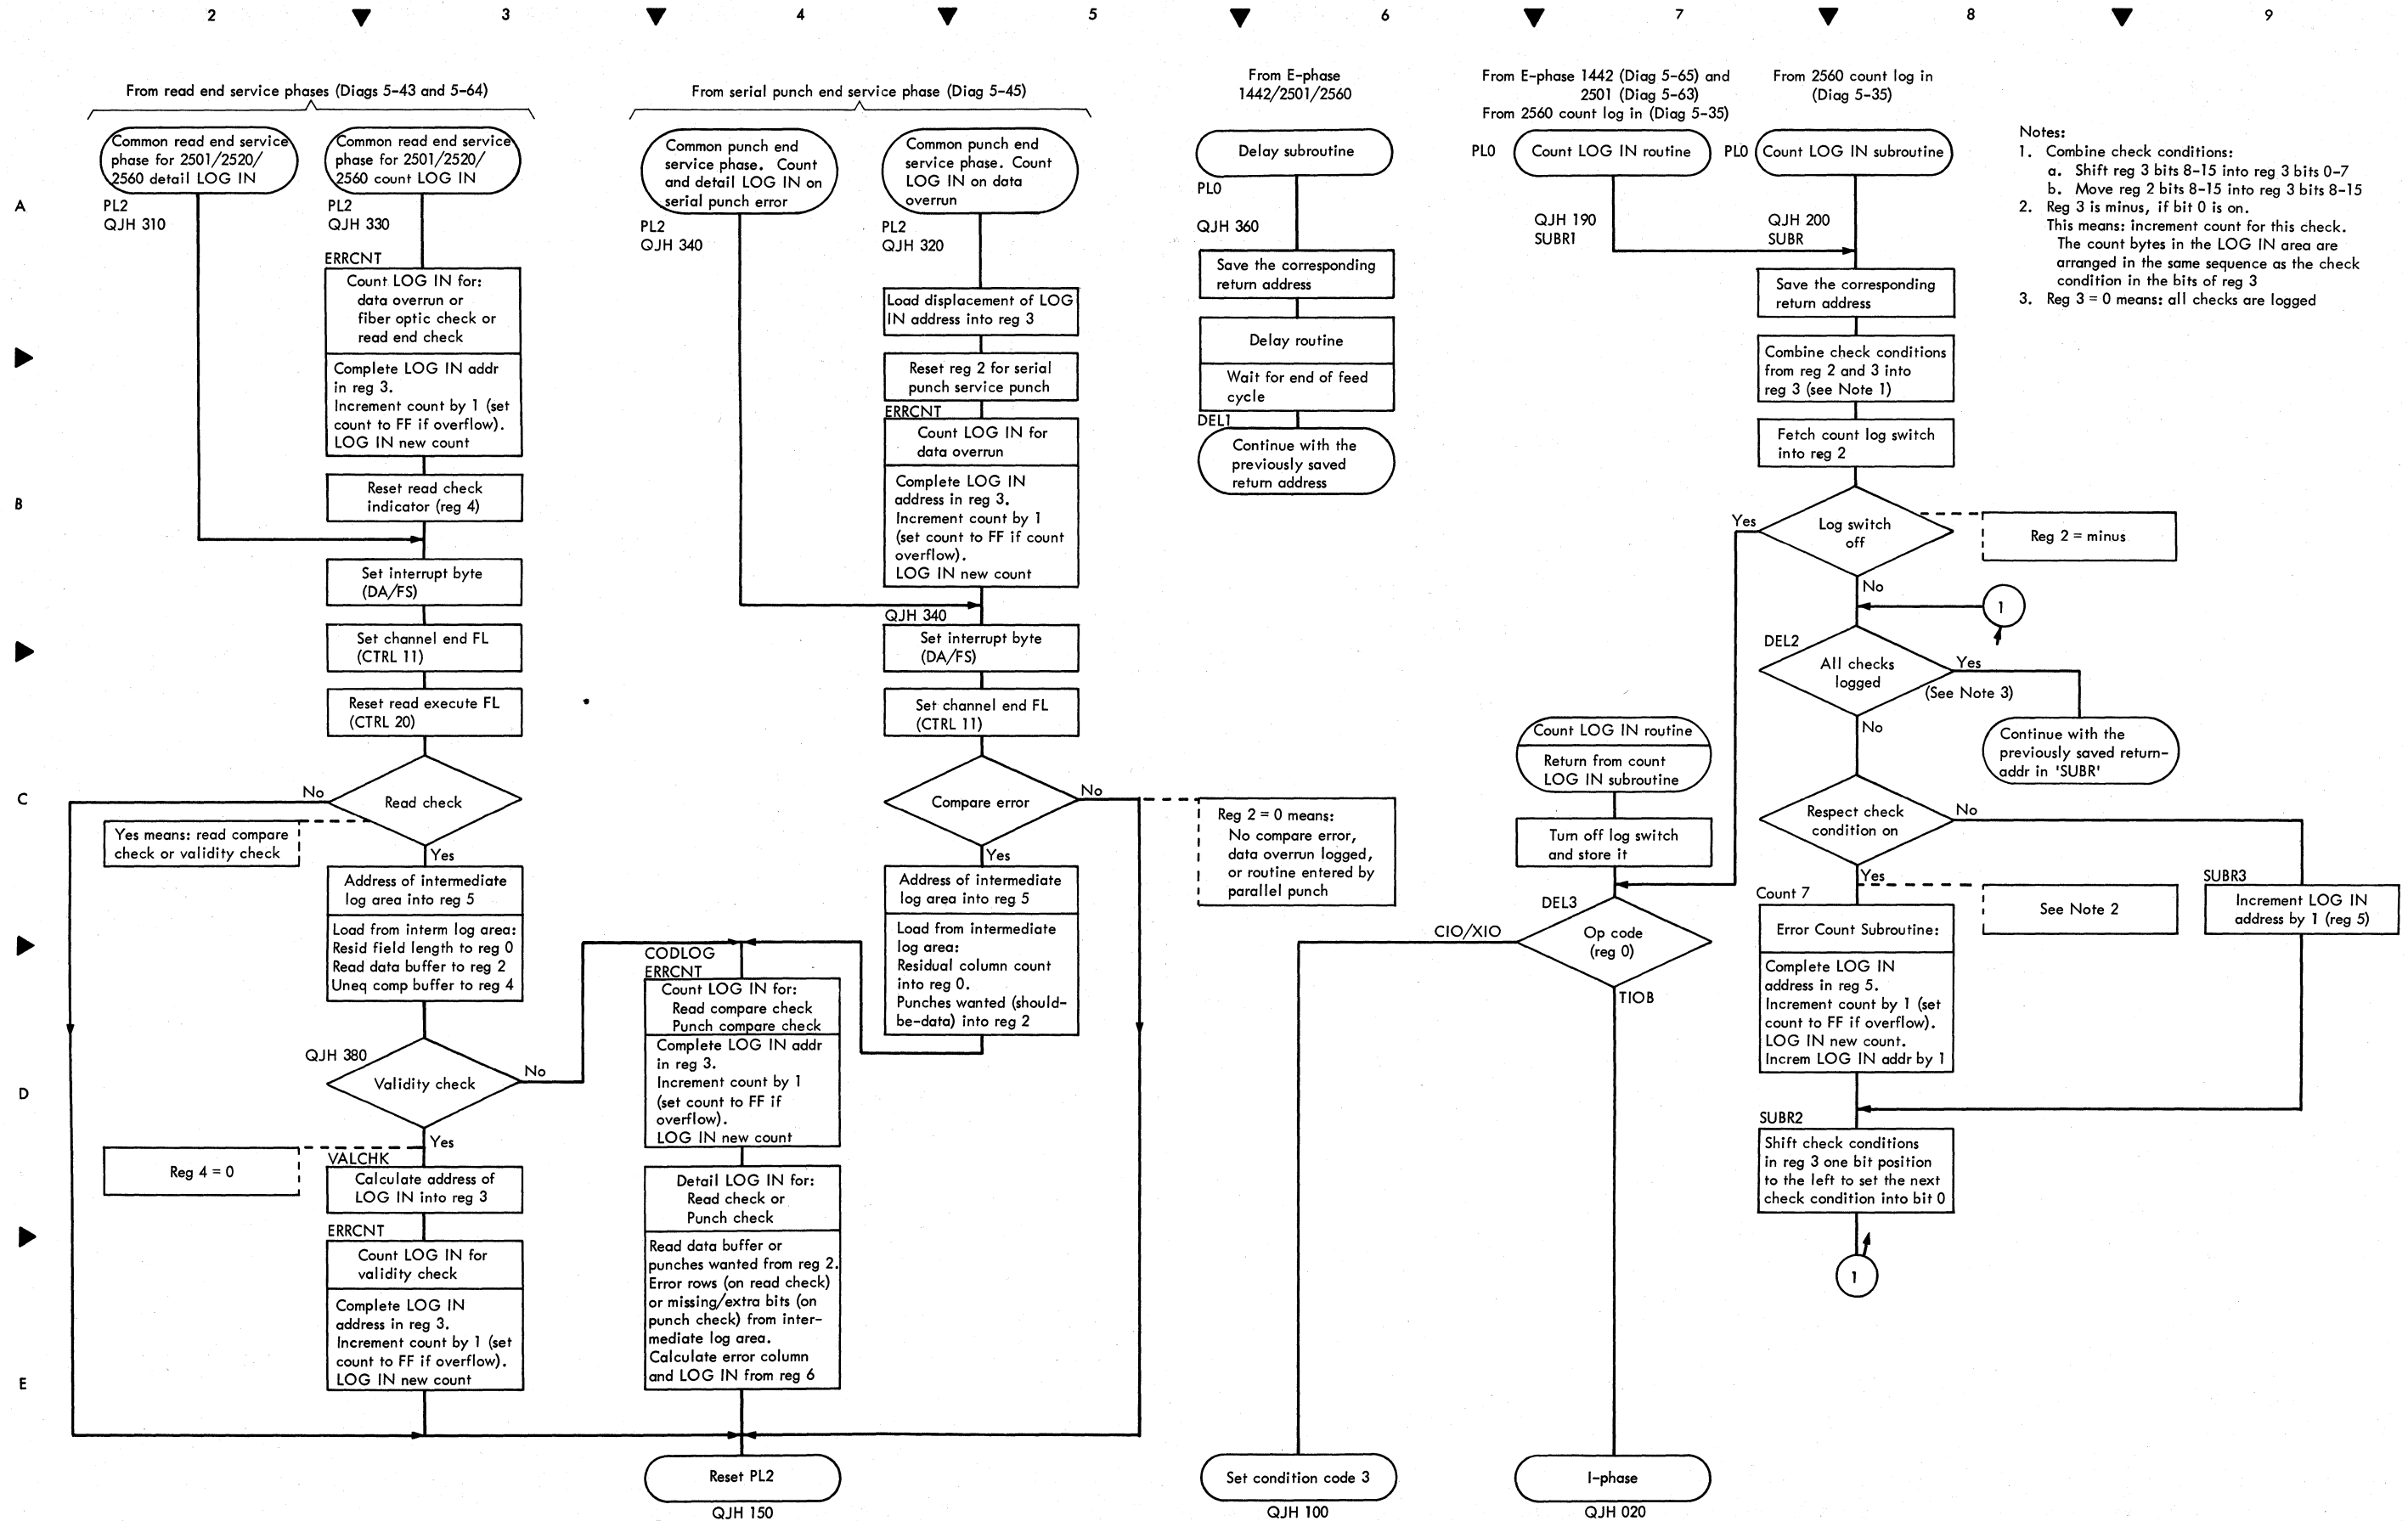 2 3 4 5 6 7 8 9
A
B
C
D
E
From read end service phases (Diags 5-43 and 5-64)
Common read end service
phase for 2501/2520/
2560 detail LOG IN
PL2
QJH 310
Common read end service
phase for 2501/2520/
2560 count LOG IN
PL2
QJH 330
ERRCNT
Count LOG IN for:
data overrun or
fiber optic check or
read end check
Complete LOG IN addr
in reg 3.
Increment count by 1 (set
count to FF if overflow).
LOG IN new count
Reset read check
indicator (reg 4)
Set interrupt byte
(DA/FS)
Set channel end FL
(CTRL 11)
Reset read execute FL
(CTRL 20)
Read check
No
Yes means: read compare
check or validity check
Yes
Address of intermediate
log area into reg 5
Load from interm log area:
Resid field length to reg 0
Read data buffer to reg 2
Uneq comp buffer to reg 4
QJH 380
Validity check
No
Yes
Reg 4 = 0
VALCHK
Calculate address of
LOG IN into reg 3
ERRCNT
Count LOG IN for
validity check
Complete LOG IN
address in reg 3.
Increment count by 1 (set
count to FF if overflow).
LOG IN new count
From serial punch end service phase (Diag 5-45)
Common punch end
service phase. Count
and detail LOG IN on
serial punch error
PL2
QJH 340
Common punch end
service phase. Count
LOG IN on data
overrun
PL2
QJH 320
Load displacement of LOG
IN address into reg 3
Reset reg 2 for serial
punch service punch
ERRCNT
Count LOG IN for
data overrun
Complete LOG IN
address in reg 3.
Increment count by 1
(set count to FF if count
overflow).
LOG IN new count
QJH 340
Set interrupt byte
(DA/FS)
Set channel end FL
(CTRL 11)
Compare error
No
Reg 2 = 0 means:
No compare error,
data overrun logged,
or routine entered by
parallel punch
Yes
Address of intermediate
log area into reg 5
Load from intermediate
log area:
Residual column count
into reg 0.
Punches wanted (should-
be-data) into reg 2
CODLOG
ERRCNT
Count LOG IN for:
Read compare check
Punch compare check
Complete LOG IN addr
in reg 3.
Increment count by 1
(set count to FF if
overflow).
LOG IN new count
Detail LOG IN for:
Read check or
Punch check
Read data buffer or
punches wanted from reg 2.
Error rows (on read check)
or missing/extra bits (on
punch check) from inter-
mediate log area.
Calculate error column
and LOG IN from reg 6
Reset PL2
QJH 150
From E-phase
1442/2501/2560
Delay subroutine
PL0
QJH 360
Save the corresponding
return address
Delay routine
Wait for end of feed
cycle
DEL1
Continue with the
previously saved
return address
From E-phase 1442 (Diag 5-65) and
2501 (Diag 5-63)
From 2560 count log in (Diag 5-35)
PL0
Count LOG IN routine
QJH 190
SUBR1
From 2560 count log in
(Diag 5-35)
PL0
Count LOG IN subroutine
QJH 200
SUBR
Save the corresponding
return address
Combine check conditions
from reg 2 and 3 into
reg 3 (see Note 1)
Fetch count log switch
into reg 2
Log switch
off
Yes
Reg 2 = minus
No
1
DEL2
All checks
logged
Yes
(See Note 3)
Continue with the
previously saved return-
addr in 'SUBR'
No
Respect check
condition on
No
Yes
See Note 2
SUBR3
Increment LOG IN
address by 1 (reg 5)
Count 7
Error Count Subroutine:
Complete LOG IN
address in reg 5.
Increment count by 1 (set
count to FF if overflow).
LOG IN new count.
Increm LOG IN addr by 1
SUBR2
Shift check conditions
in reg 3 one bit position
to the left to set the next
check condition into bit 0
1
Count LOG IN routine
Return from count
LOG IN subroutine
Turn off log switch
and store it
DEL3
Op code
(reg 0)
CIO/XIO
TIOB
Set condition code 3
QJH 100
I-phase
QJH 020
Notes:
1. Combine check conditions:
a. Shift reg 3 bits 8-15 into reg 3 bits 0-7
b. Move reg 2 bits 8-15 into reg 3 bits 8-15
2. Reg 3 is minus, if bit 0 is on.
This means: increment count for this check.
The count bytes in the LOG IN area are
arranged in the same sequence as the check
condition in the bits of reg 3
3. Reg 3 = 0 means: all checks are logged